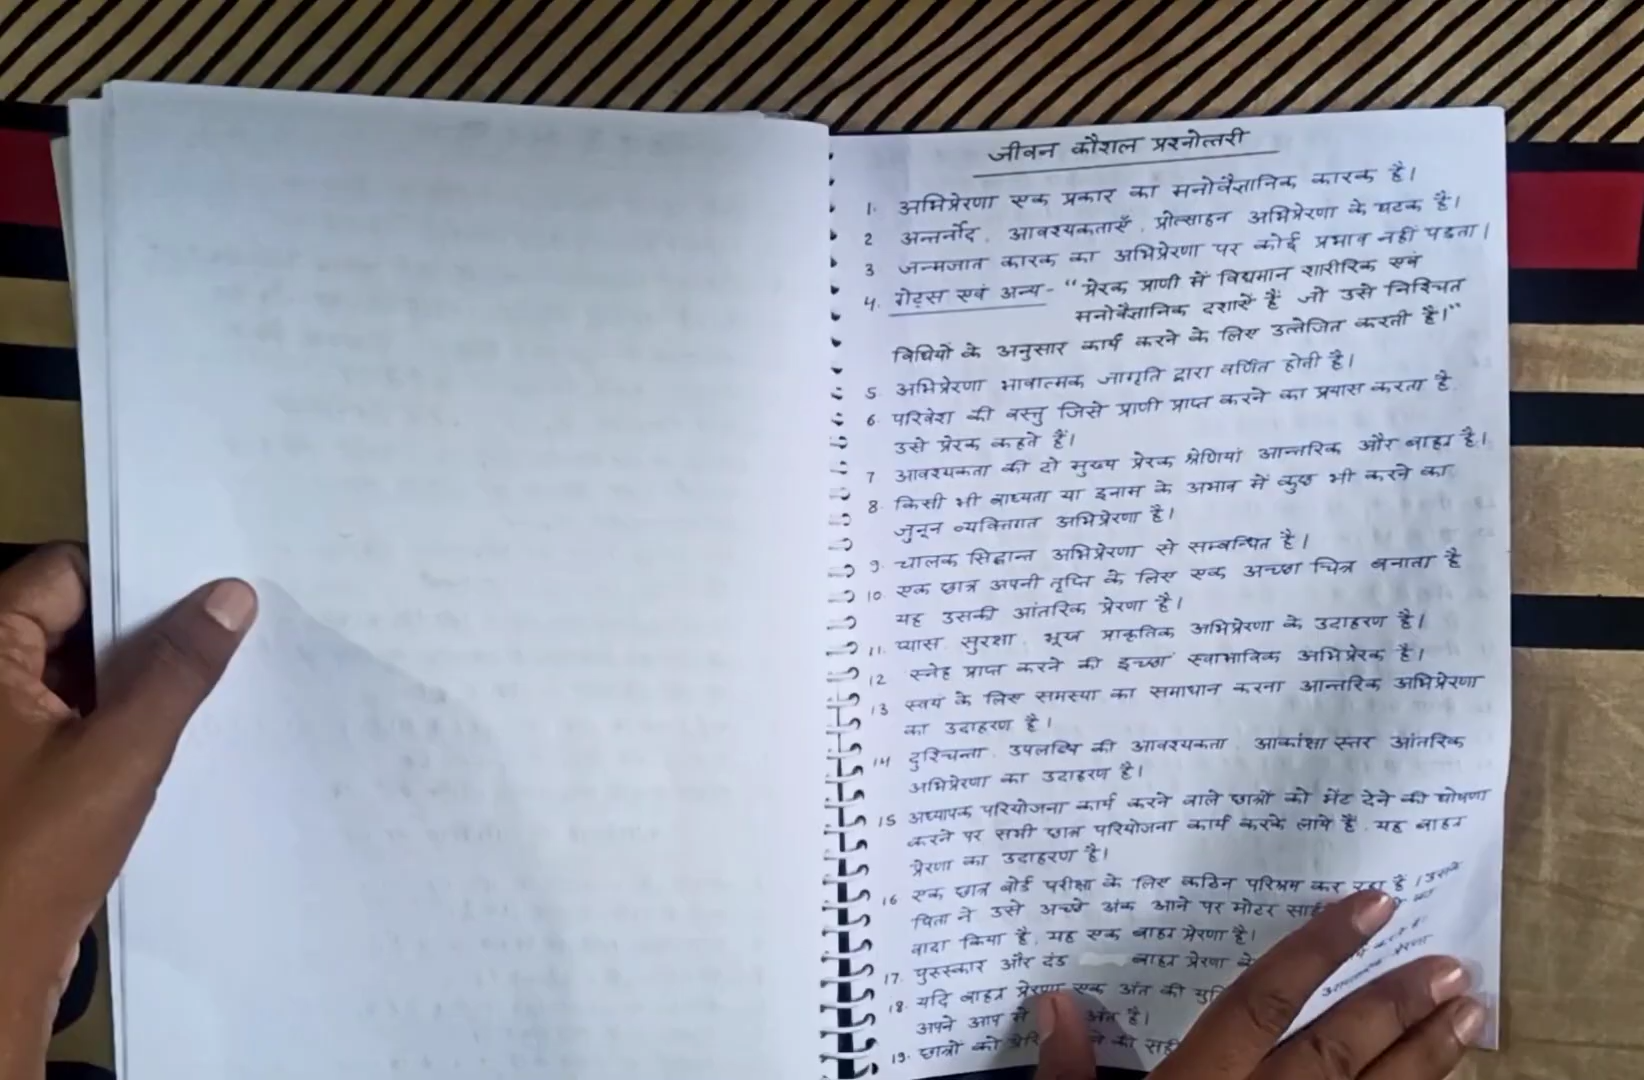 जीवन कौशल प्रश्नोत्तरी
1. अभिप्रेरणा एक प्रकार का मनोवैज्ञानिक कारक है।
2 अन्तर्नोद, आवश्यकताएँ, प्रोत्साहन अभिप्रेरणा के घटक है।
3 जन्मजात कारक का अभिप्रेरणा पर कोई प्रभाव नहीं पडता।
4. गेट्स एवं अन्य - "प्रेरक प्राणी में विद्यमान शारीरिक एवं
मनोवैज्ञानिक दशाऐं हैं जो उसे निश्चित
विधियों के अनुसार कार्य करने के लिए उत्तेजित करती है।"
5. अभिप्रेरणा भावात्मक जागृति द्वारा वर्णित होती है।
6. परिवेश की वस्तु जिसे प्राणी प्राप्त करने का प्रयास करता है
उसे प्रेरक कहते हैं।
7 आवश्यकता की दो मुख्य प्रेरक श्रेणियां आन्तरिक और बाह्य है।
8. किसी भी बाध्यता या इनाम के अभाव में कुछ भी करने का
जुनून व्यक्तिगत अभिप्रेरणा है।
9. चालक सिद्धान्त अभिप्रेरणा से सम्बन्धित है।
10. एक छात्र अपनी तृप्ति के लिए एक अच्छा चित्र बनाता है
यह उसकी आंतरिक प्रेरणा है।
11. प्यास सुरक्षा, भूख प्राकृतिक अभिप्रेरणा के उदाहरण है।
12 स्नेह प्राप्त करने की इच्छा स्वाभाविक अभिप्रेरक है।
13 स्वयं के लिए समस्या का समाधान करना आन्तरिक अभिप्रेरणा
का उदाहरण है।
14 दुश्चिन्ता, उपलब्धि की आवश्यकता, आकांक्षा स्तर आंतरिक
अभिप्रेरणा का उदाहरण है।
15 अध्यापक परियोजना कार्य करने वाले छात्रों को भेंट देने की घोषणा
करने पर सभी छात्र परियोजना कार्य करके लाये हैं, यह बाह्य
प्रेरणा का उदाहरण है।
16 एक छात्र बोर्ड परीक्षा के लिए कठिन परिश्रम कर रहा है। उसके
पिता ने उसे अच्छे अंक आने पर मोटर
वादा किया है, यह एक बाह्य प्रेरणा है।
17. पुरस्कार और दंड बाह्य प्रेरणा के
18. यदि बाह्य प्रेरणा एक अंत की
अपने आप में अंत है।
19. छात्रों को की